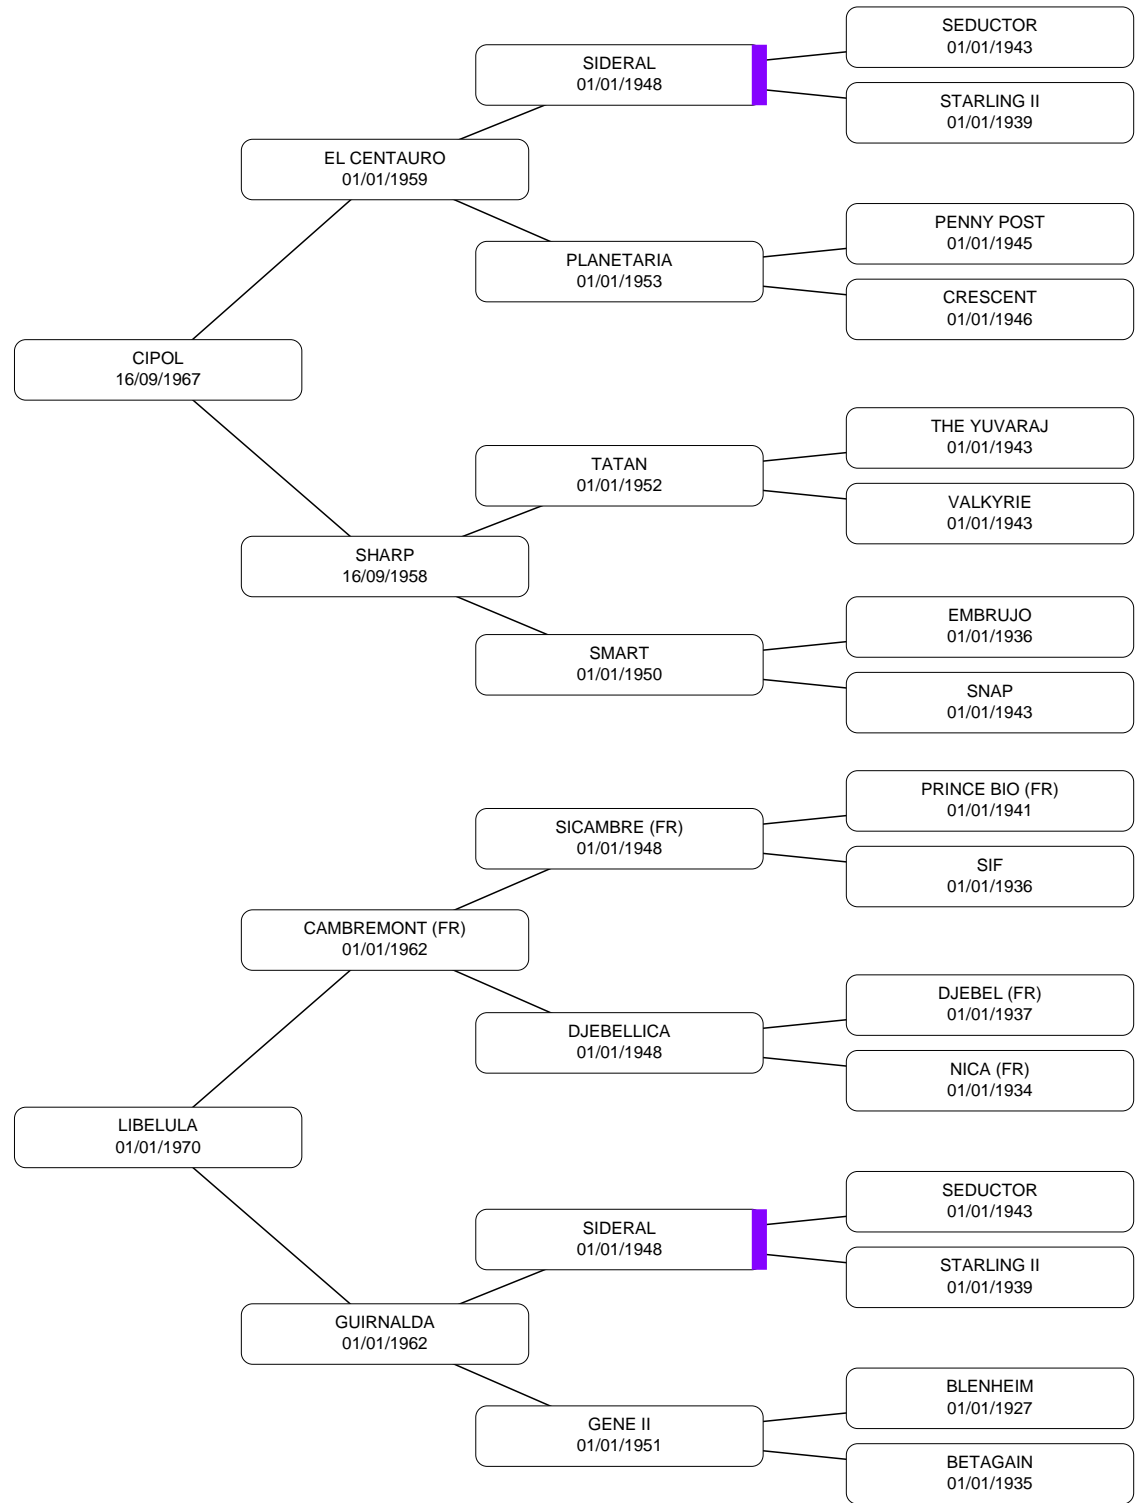 SEDUCTOR
01/01/1943
SIDERAL
01/01/1948
STARLING II
01/01/1939
EL CENTAURO
01/01/1959
PENNY POST
01/01/1945
PLANETARIA
01/01/1953
CRESCENT
01/01/1946
CIPOL
16/09/1967
THE YUVARAJ
01/01/1943
TATAN
01/01/1952
VALKYRIE
01/01/1943
SHARP
16/09/1958
EMBRUJO
01/01/1936
SMART
01/01/1950
SNAP
01/01/1943
PRINCE BIO (FR)
01/01/1941
SICAMBRE (FR)
01/01/1948
SIF
01/01/1936
CAMBREMONT (FR)
01/01/1962
DJEBEL (FR)
01/01/1937
DJEBELLICA
01/01/1948
NICA (FR)
01/01/1934
LIBELULA
01/01/1970
SEDUCTOR
01/01/1943
SIDERAL
01/01/1948
STARLING II
01/01/1939
GUIRNALDA
01/01/1962
BLENHEIM
01/01/1927
GENE II
01/01/1951
BETAGAIN
01/01/1935